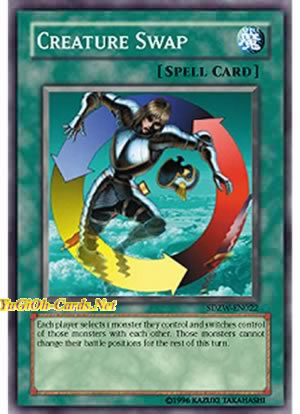 CREATURE SWAP
[SPELL CARD]
SDZW-EN022
YuGiOh-Cards.Net
Each player selects 1 monster they control and switches control
of those monsters with each other. Those monsters cannot
change their battle positions for the rest of this turn.
©1996 KAZUKI TAKAHASHI